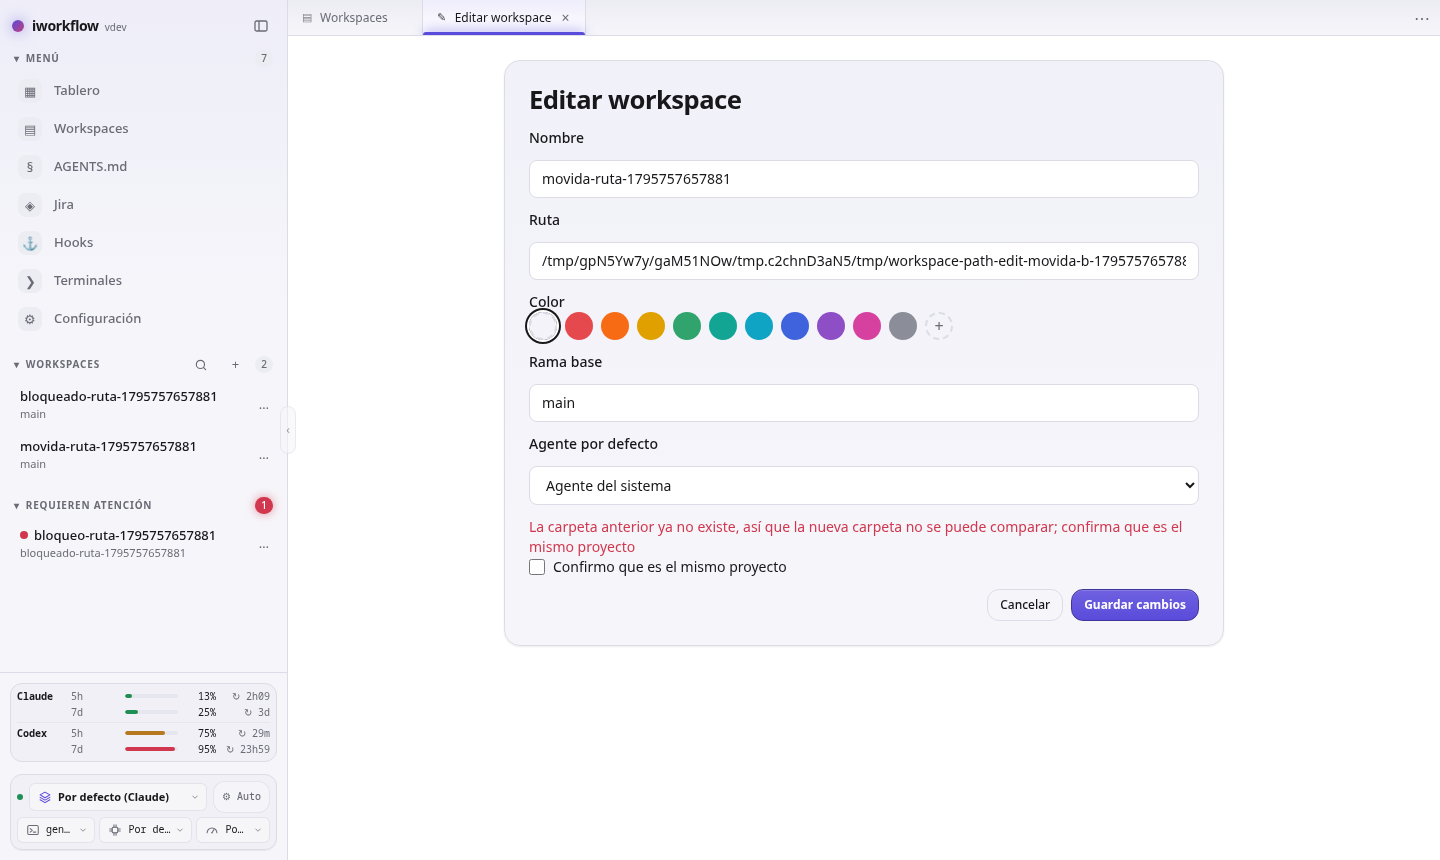 iworkflow vdev
MENÚ 7
Tablero
Workspaces
AGENTS.md
Jira
Hooks
Terminales
Configuración
WORKSPACES + 2
bloqueado-ruta-1795757657881
main
movida-ruta-1795757657881
main
REQUIEREN ATENCIÓN 1
bloqueo-ruta-1795757657881
bloqueado-ruta-1795757657881
Claude 5h 13% ↻ 2h09
7d 25% ↻ 3d
Codex 5h 75% ↻ 29m
7d 95% ↻ 23h59
Por defecto (Claude) Auto
gen… Por de… Po…
Workspaces
Editar workspace ×
Editar workspace
Nombre
movida-ruta-1795757657881
Ruta
/tmp/gpN5Yw7y/gaM51NOw/tmp.c2chnD3aN5/tmp/workspace-path-edit-movida-b-179575765788
Color
+
Rama base
main
Agente por defecto
Agente del sistema
La carpeta anterior ya no existe, así que la nueva carpeta no se puede comparar; confirma que es el
mismo proyecto
Confirmo que es el mismo proyecto
Cancelar Guardar cambios